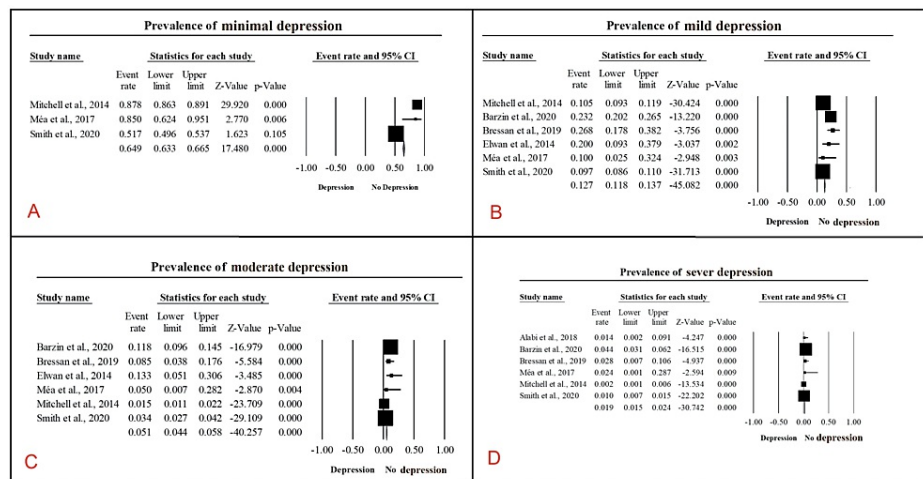 Prevalence of minimal depression
Study name Statistics for each study Event rate and 95% CI
Event rate Lower limit Upper limit Z-Value p-Value
Mitchell et al., 2014 0.878 0.863 0.891 29.920 0.000
Méa et al., 2017 0.850 0.624 0.951 2.770 0.006
Smith et al., 2020 0.517 0.496 0.537 1.623 0.105
0.649 0.633 0.665 17.480 0.000
-1.00 -0.50 0.00 0.50 1.00
Depression No Depression
A
Prevalence of mild depression
Study name Statistics for each study Event rate and 95% CI
Event rate Lower limit Upper limit Z-Value p-Value
Mitchell et al., 2014 0.105 0.093 0.119 -30.424 0.000
Barzin et al., 2020 0.232 0.202 0.265 -13.220 0.000
Bressan et al., 2019 0.268 0.178 0.382 -3.756 0.000
Elwan et al., 2014 0.200 0.093 0.379 -3.037 0.002
Méa et al., 2017 0.100 0.025 0.324 -2.948 0.003
Smith et al., 2020 0.097 0.086 0.110 -31.713 0.000
0.127 0.118 0.137 -45.082 0.000
-1.00 -0.50 0.00 0.50 1.00
Depression No depression
B
Prevalence of moderate depression
Study name Statistics for each study Event rate and 95% CI
Event rate Lower limit Upper limit Z-Value p-Value
Barzin et al., 2020 0.118 0.096 0.145 -16.979 0.000
Bressan et al., 2019 0.085 0.038 0.176 -5.584 0.000
Elwan et al., 2014 0.133 0.051 0.306 -3.485 0.000
Méa et al., 2017 0.050 0.007 0.282 -2.870 0.004
Mitchell et al., 2014 0.015 0.011 0.022 -23.709 0.000
Smith et al., 2020 0.034 0.027 0.042 -29.109 0.000
0.051 0.044 0.058 -40.257 0.000
-1.00 -0.50 0.00 0.50 1.00
Depression No depression
C
Prevalence of sever depression
Study name Statistics for each study Event rate and 95% CI
Event rate Lower limit Upper limit Z-Value p-Value
Alabi et al., 2018 0.014 0.002 0.091 -4.247 0.000
Barzin et al., 2020 0.044 0.031 0.062 -16.515 0.000
Bressan et al., 2019 0.028 0.007 0.106 -4.937 0.000
Méa et al., 2017 0.024 0.001 0.287 -2.594 0.009
Mitchell et al., 2014 0.002 0.001 0.006 -13.534 0.000
Smith et al., 2020 0.010 0.007 0.015 -22.202 0.000
0.019 0.015 0.024 -30.742 0.000
-1.00 -0.50 0.00 0.50 1.00
Depression No depression
D